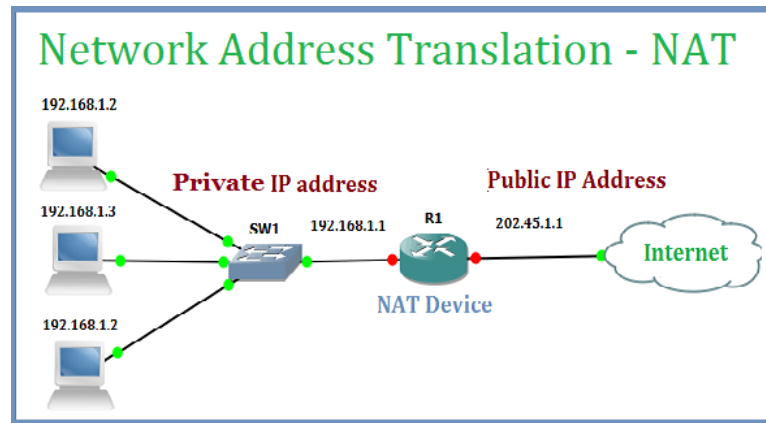 Network Address Translation - NAT
192.168.1.2
Private IP address
Public IP Address
192.168.1.3
SW1
192.168.1.1
R1
202.45.1.1
Internet
NAT Device
192.168.1.2